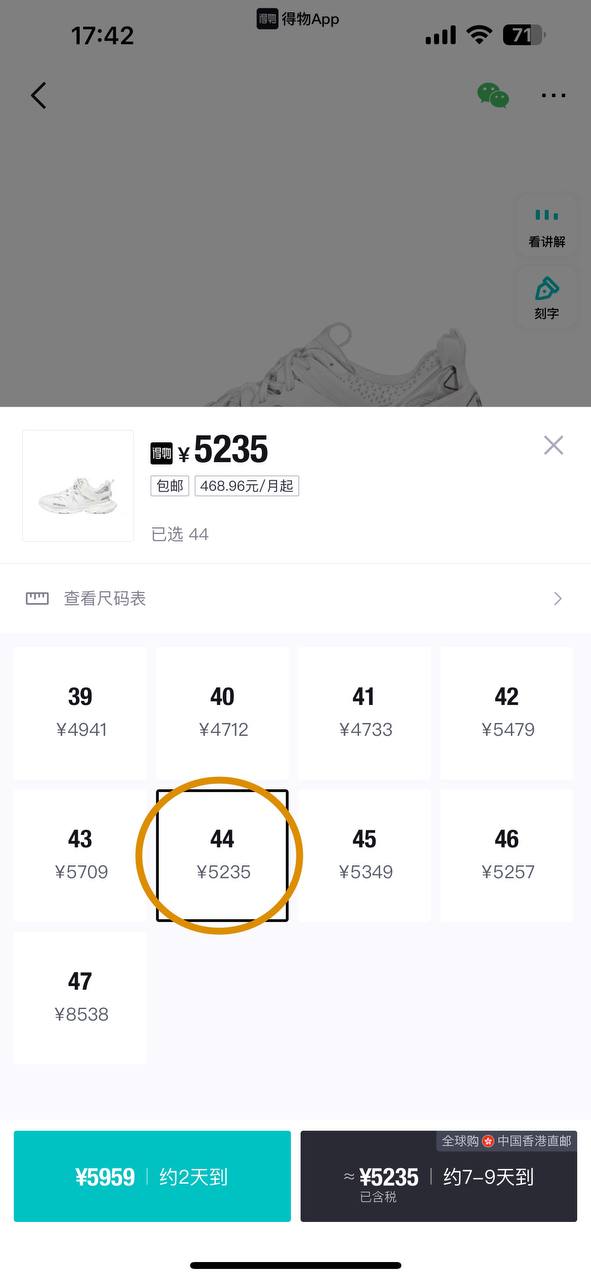 17:42
得物 得物App
71
看讲解
刻字
得物 ¥5235
包邮 468.96元/月起
已选 44
查看尺码表
39 40 41 42
¥4941 ¥4712 ¥4733 ¥5479
43 44 45 46
¥5709 ¥5235 ¥5349 ¥5257
47
¥8538
全球购 中国香港直邮
¥5959 约2天到 ≈¥5235 约7-9天到
已含税